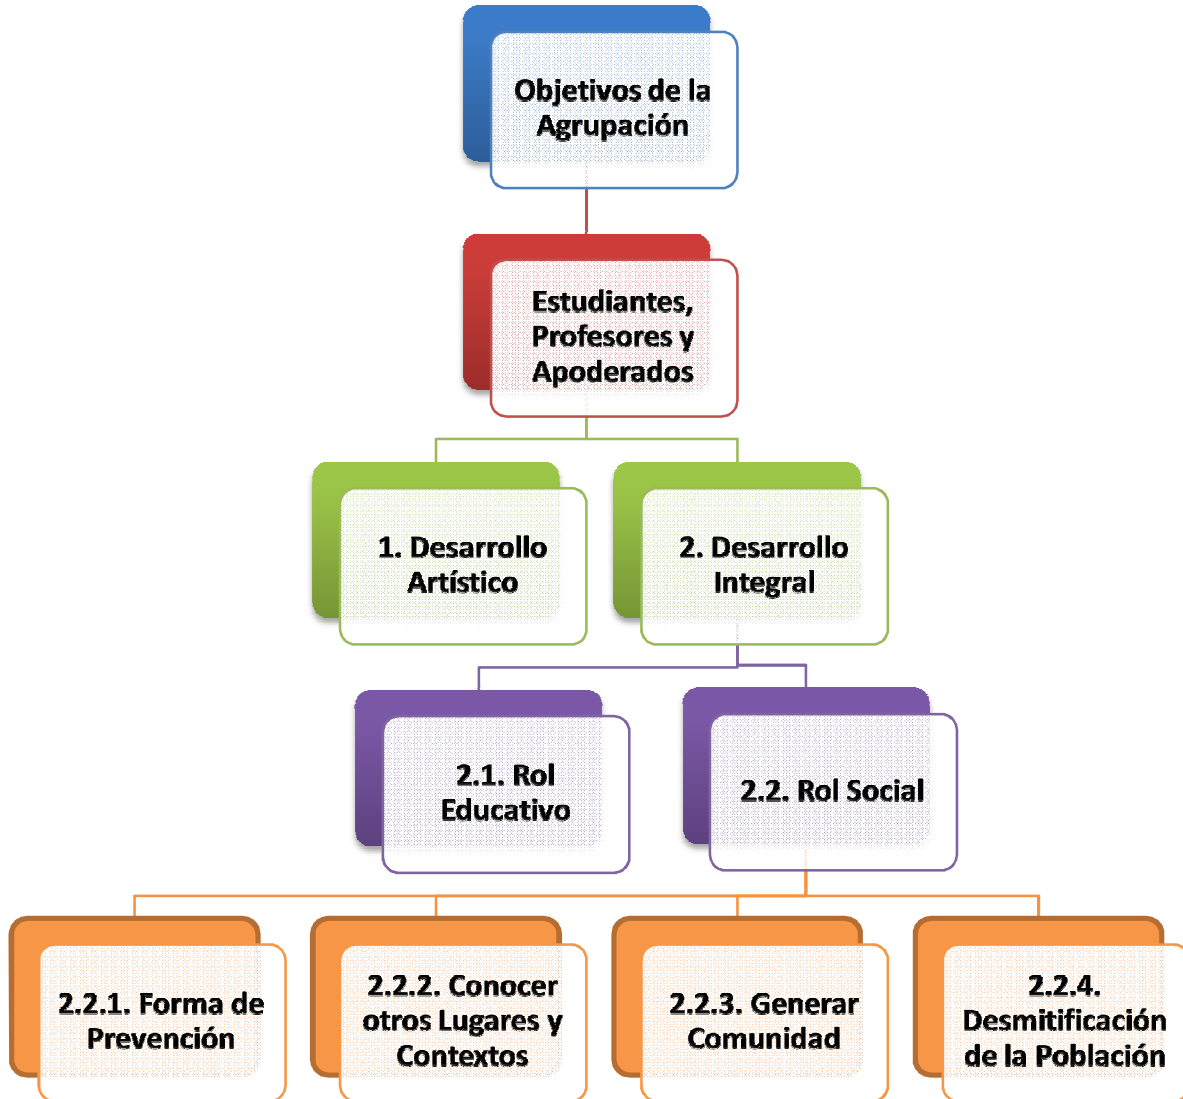 Objetivos de la
Agrupación
Estudiantes,
Profesores y
Apoderados
1. Desarrollo
Artístico
2. Desarrollo
Integral
2.1. Rol
Educativo
2.2. Rol Social
2.2.1. Forma de
Prevención
2.2.2. Conocer
otros Lugares y
Contextos
2.2.3. Generar
Comunidad
2.2.4.
Desmitificación
de la Población